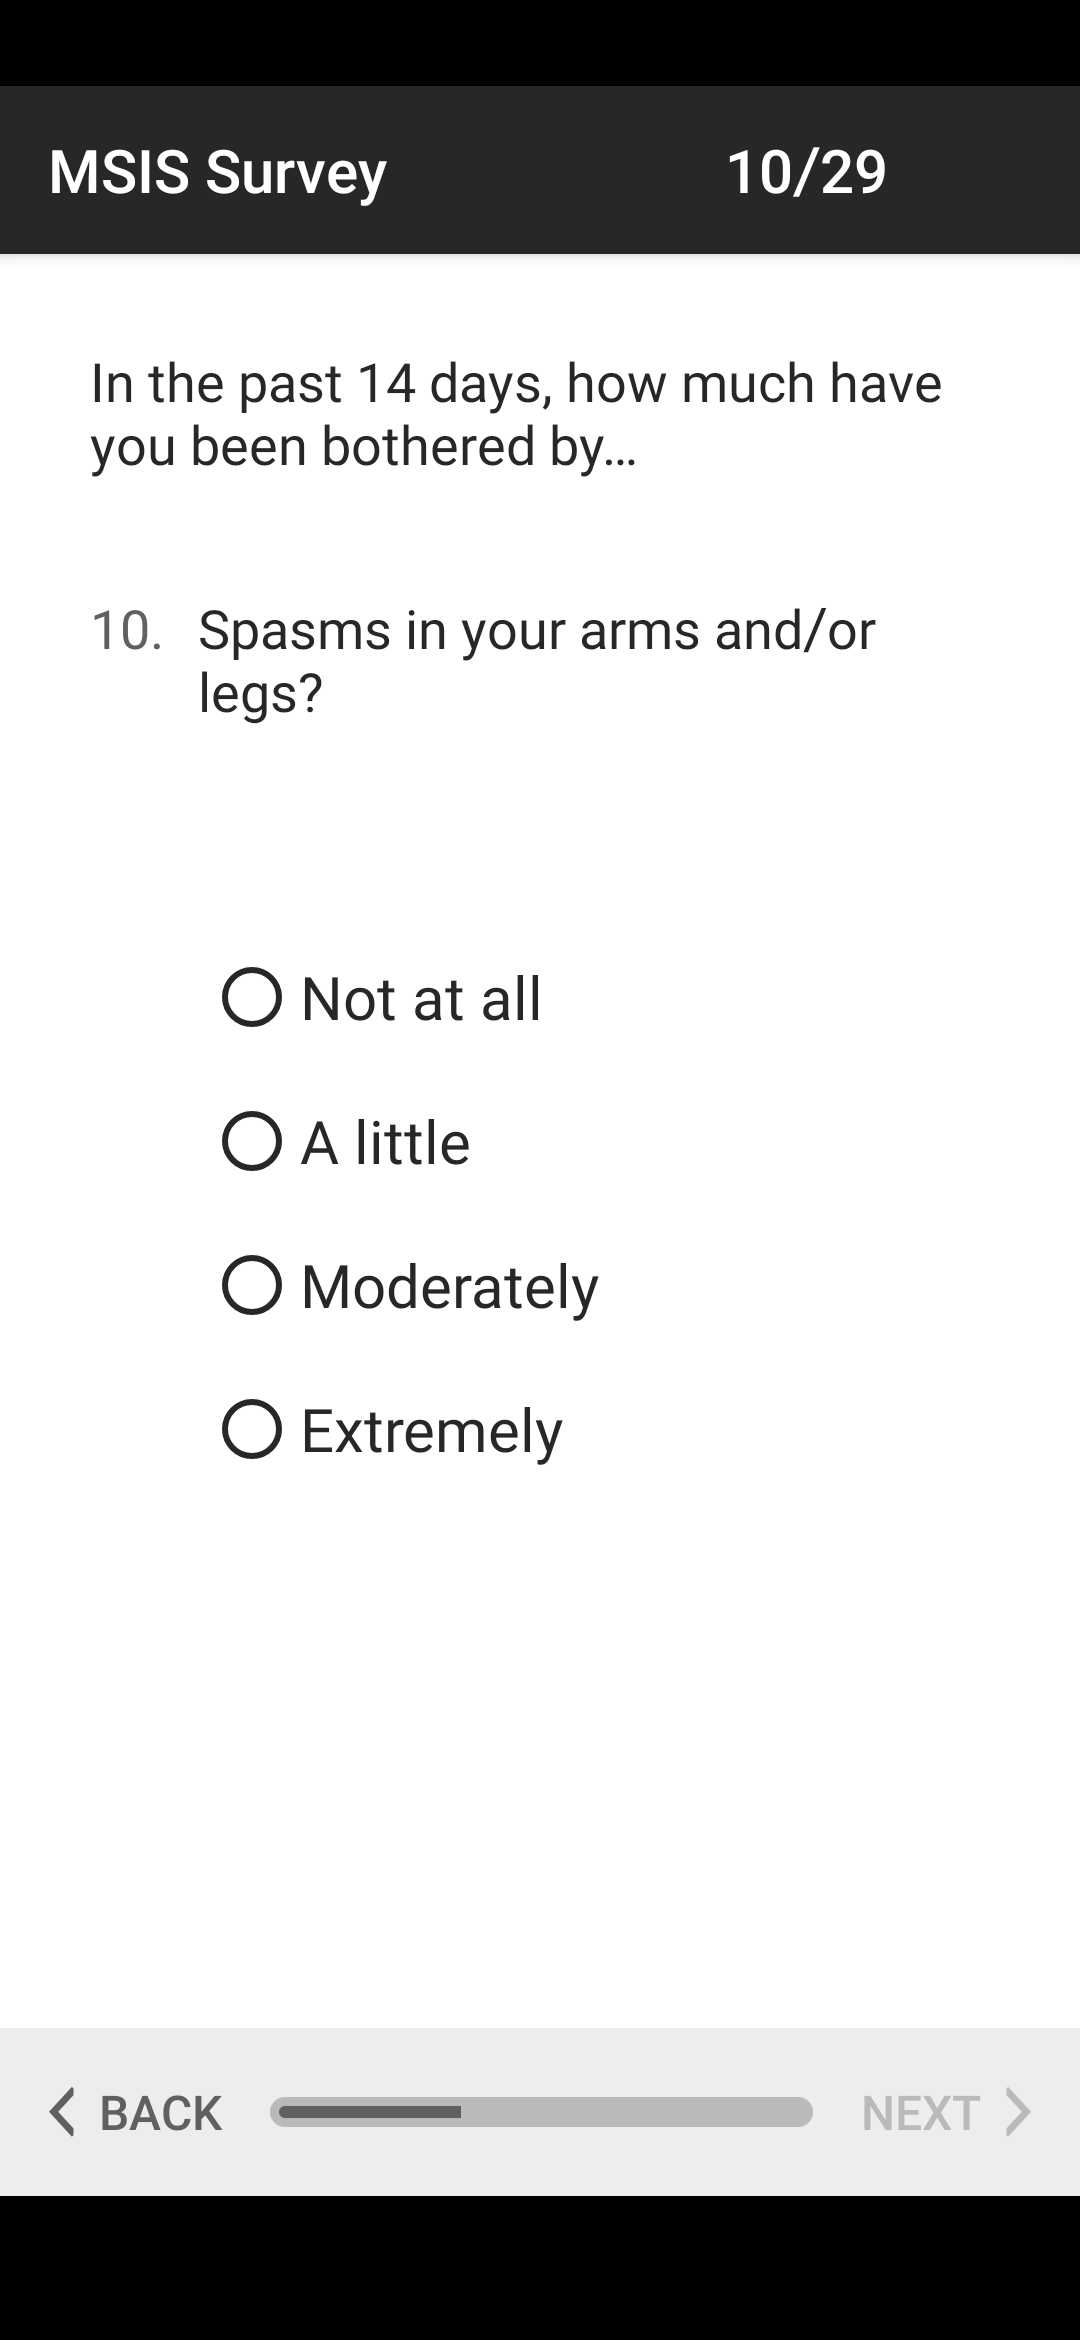 MSIS Survey 10/29
In the past 14 days, how much have
you been bothered by...
10. Spasms in your arms and/or
legs?
Not at all
A little
Moderately
Extremely
BACK NEXT